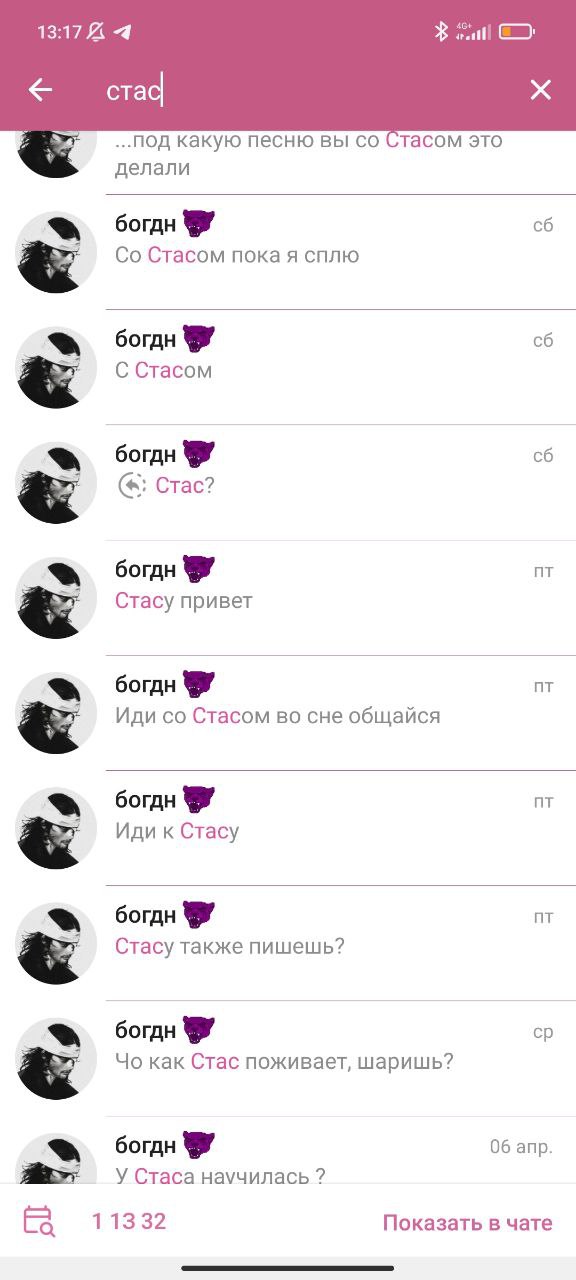 13:17
4G+
стас
...под какую песню вы со Стасом это
делали
богдн
сб
Со Стасом пока я сплю
богдн
сб
С Стасом
богдн
сб
Стас?
богдн
пт
Стасу привет
богдн
пт
Иди со Стасом во сне общайся
богдн
пт
Иди к Стасу
богдн
пт
Стасу также пишешь?
богдн
ср
Чо как Стас поживает, шаришь?
богдн
06 апр.
У Стаса научилась ?
1 13 32
Показать в чате